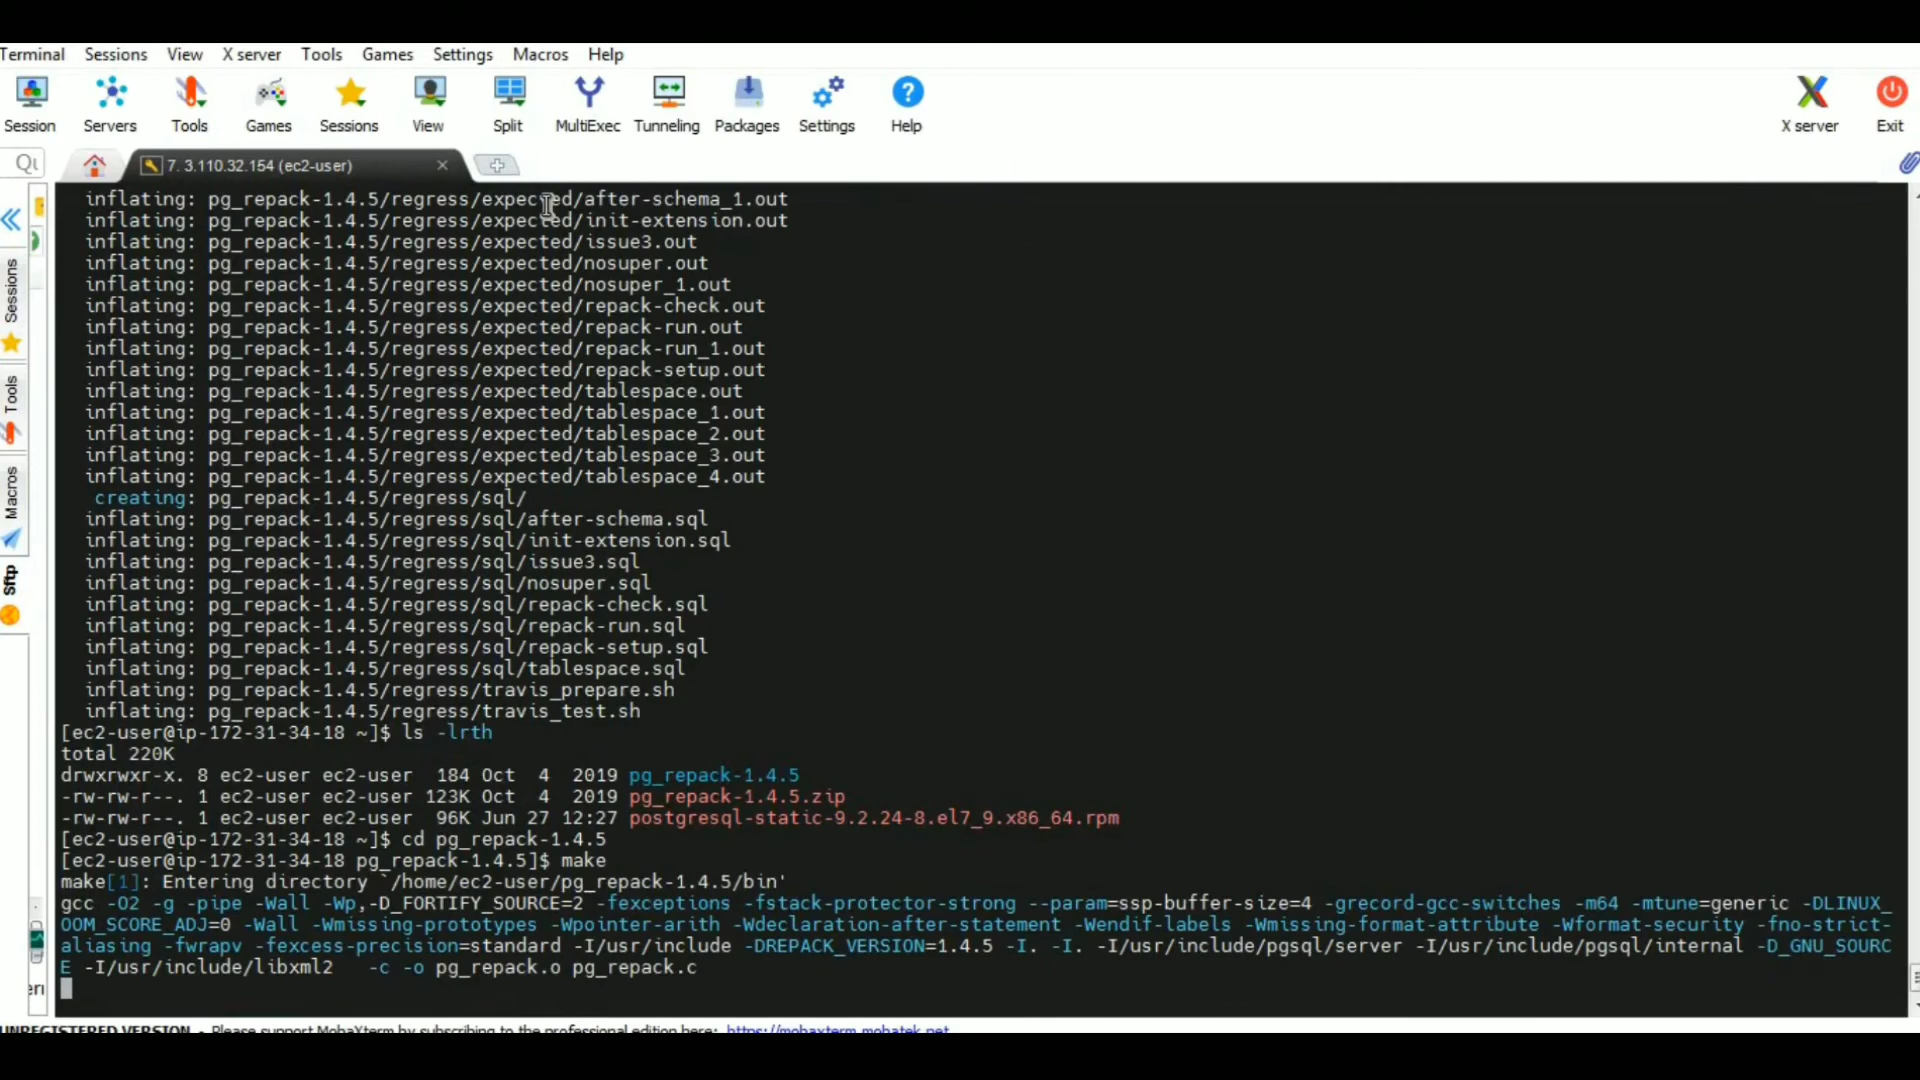 Terminal Sessions View X server Tools Games Settings Macros Help
Session Servers Tools Games Sessions View Split MultiExec Tunneling Packages Settings Help X server Exit
7. 3.110.32.154 (ec2-user)
Sessions
Tools
Macros
Sftp
inflating: pg_repack-1.4.5/regress/expected/after-schema_1.out
inflating: pg_repack-1.4.5/regress/expected/init-extension.out
inflating: pg_repack-1.4.5/regress/expected/issue3.out
inflating: pg_repack-1.4.5/regress/expected/nosuper.out
inflating: pg_repack-1.4.5/regress/expected/nosuper_1.out
inflating: pg_repack-1.4.5/regress/expected/repack-check.out
inflating: pg_repack-1.4.5/regress/expected/repack-run.out
inflating: pg_repack-1.4.5/regress/expected/repack-run_1.out
inflating: pg_repack-1.4.5/regress/expected/repack-setup.out
inflating: pg_repack-1.4.5/regress/expected/tablespace.out
inflating: pg_repack-1.4.5/regress/expected/tablespace_1.out
inflating: pg_repack-1.4.5/regress/expected/tablespace_2.out
inflating: pg_repack-1.4.5/regress/expected/tablespace_3.out
inflating: pg_repack-1.4.5/regress/expected/tablespace_4.out
creating: pg_repack-1.4.5/regress/sql/
inflating: pg_repack-1.4.5/regress/sql/after-schema.sql
inflating: pg_repack-1.4.5/regress/sql/init-extension.sql
inflating: pg_repack-1.4.5/regress/sql/issue3.sql
inflating: pg_repack-1.4.5/regress/sql/nosuper.sql
inflating: pg_repack-1.4.5/regress/sql/repack-check.sql
inflating: pg_repack-1.4.5/regress/sql/repack-run.sql
inflating: pg_repack-1.4.5/regress/sql/repack-setup.sql
inflating: pg_repack-1.4.5/regress/sql/tablespace.sql
inflating: pg_repack-1.4.5/regress/travis_prepare.sh
inflating: pg_repack-1.4.5/regress/travis_test.sh
[ec2-user@ip-172-31-34-18 ~]$ ls -lrth
total 220K
drwxrwxr-x. 8 ec2-user ec2-user  184 Oct  4  2019 pg_repack-1.4.5
-rw-rw-r--. 1 ec2-user ec2-user 123K Oct  4  2019 pg_repack-1.4.5.zip
-rw-rw-r--. 1 ec2-user ec2-user  96K Jun 27 12:27 postgresql-static-9.2.24-8.el7_9.x86_64.rpm
[ec2-user@ip-172-31-34-18 ~]$ cd pg_repack-1.4.5
[ec2-user@ip-172-31-34-18 pg_repack-1.4.5]$ make
make[1]: Entering directory `/home/ec2-user/pg_repack-1.4.5/bin'
gcc -O2 -g -pipe -Wall -Wp,-D_FORTIFY_SOURCE=2 -fexceptions -fstack-protector-strong --param=ssp-buffer-size=4 -grecord-gcc-switches -m64 -mtune=generic -DLINUX_
OOM_SCORE_ADJ=0 -Wall -Wmissing-prototypes -Wpointer-arith -Wdeclaration-after-statement -Wendif-labels -Wmissing-format-attribute -Wformat-security -fno-strict-
aliasing -fwrapv -fexcess-precision=standard -I/usr/include -DREPACK_VERSION=1.4.5 -I. -I. -I/usr/include/pgsql/server -I/usr/include/pgsql/internal -D_GNU_SOURC
E -I/usr/include/libxml2   -c -o pg_repack.o pg_repack.c
UNREGISTERED VERSION - Please support MobaXterm by subscribing to the professional edition here: https://mobaxterm.mobatek.net